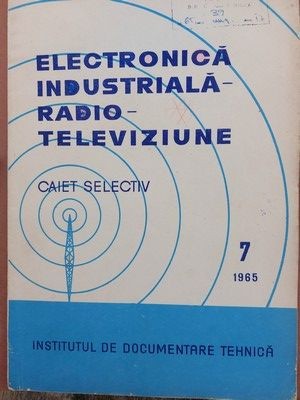 ELECTRONICĂ
INDUSTRIALĂ-
RADIO-
TELEVIZIUNE
CAIET SELECTIV
7
1965
INSTITUTUL DE DOCUMENTARE TEHNICĂ